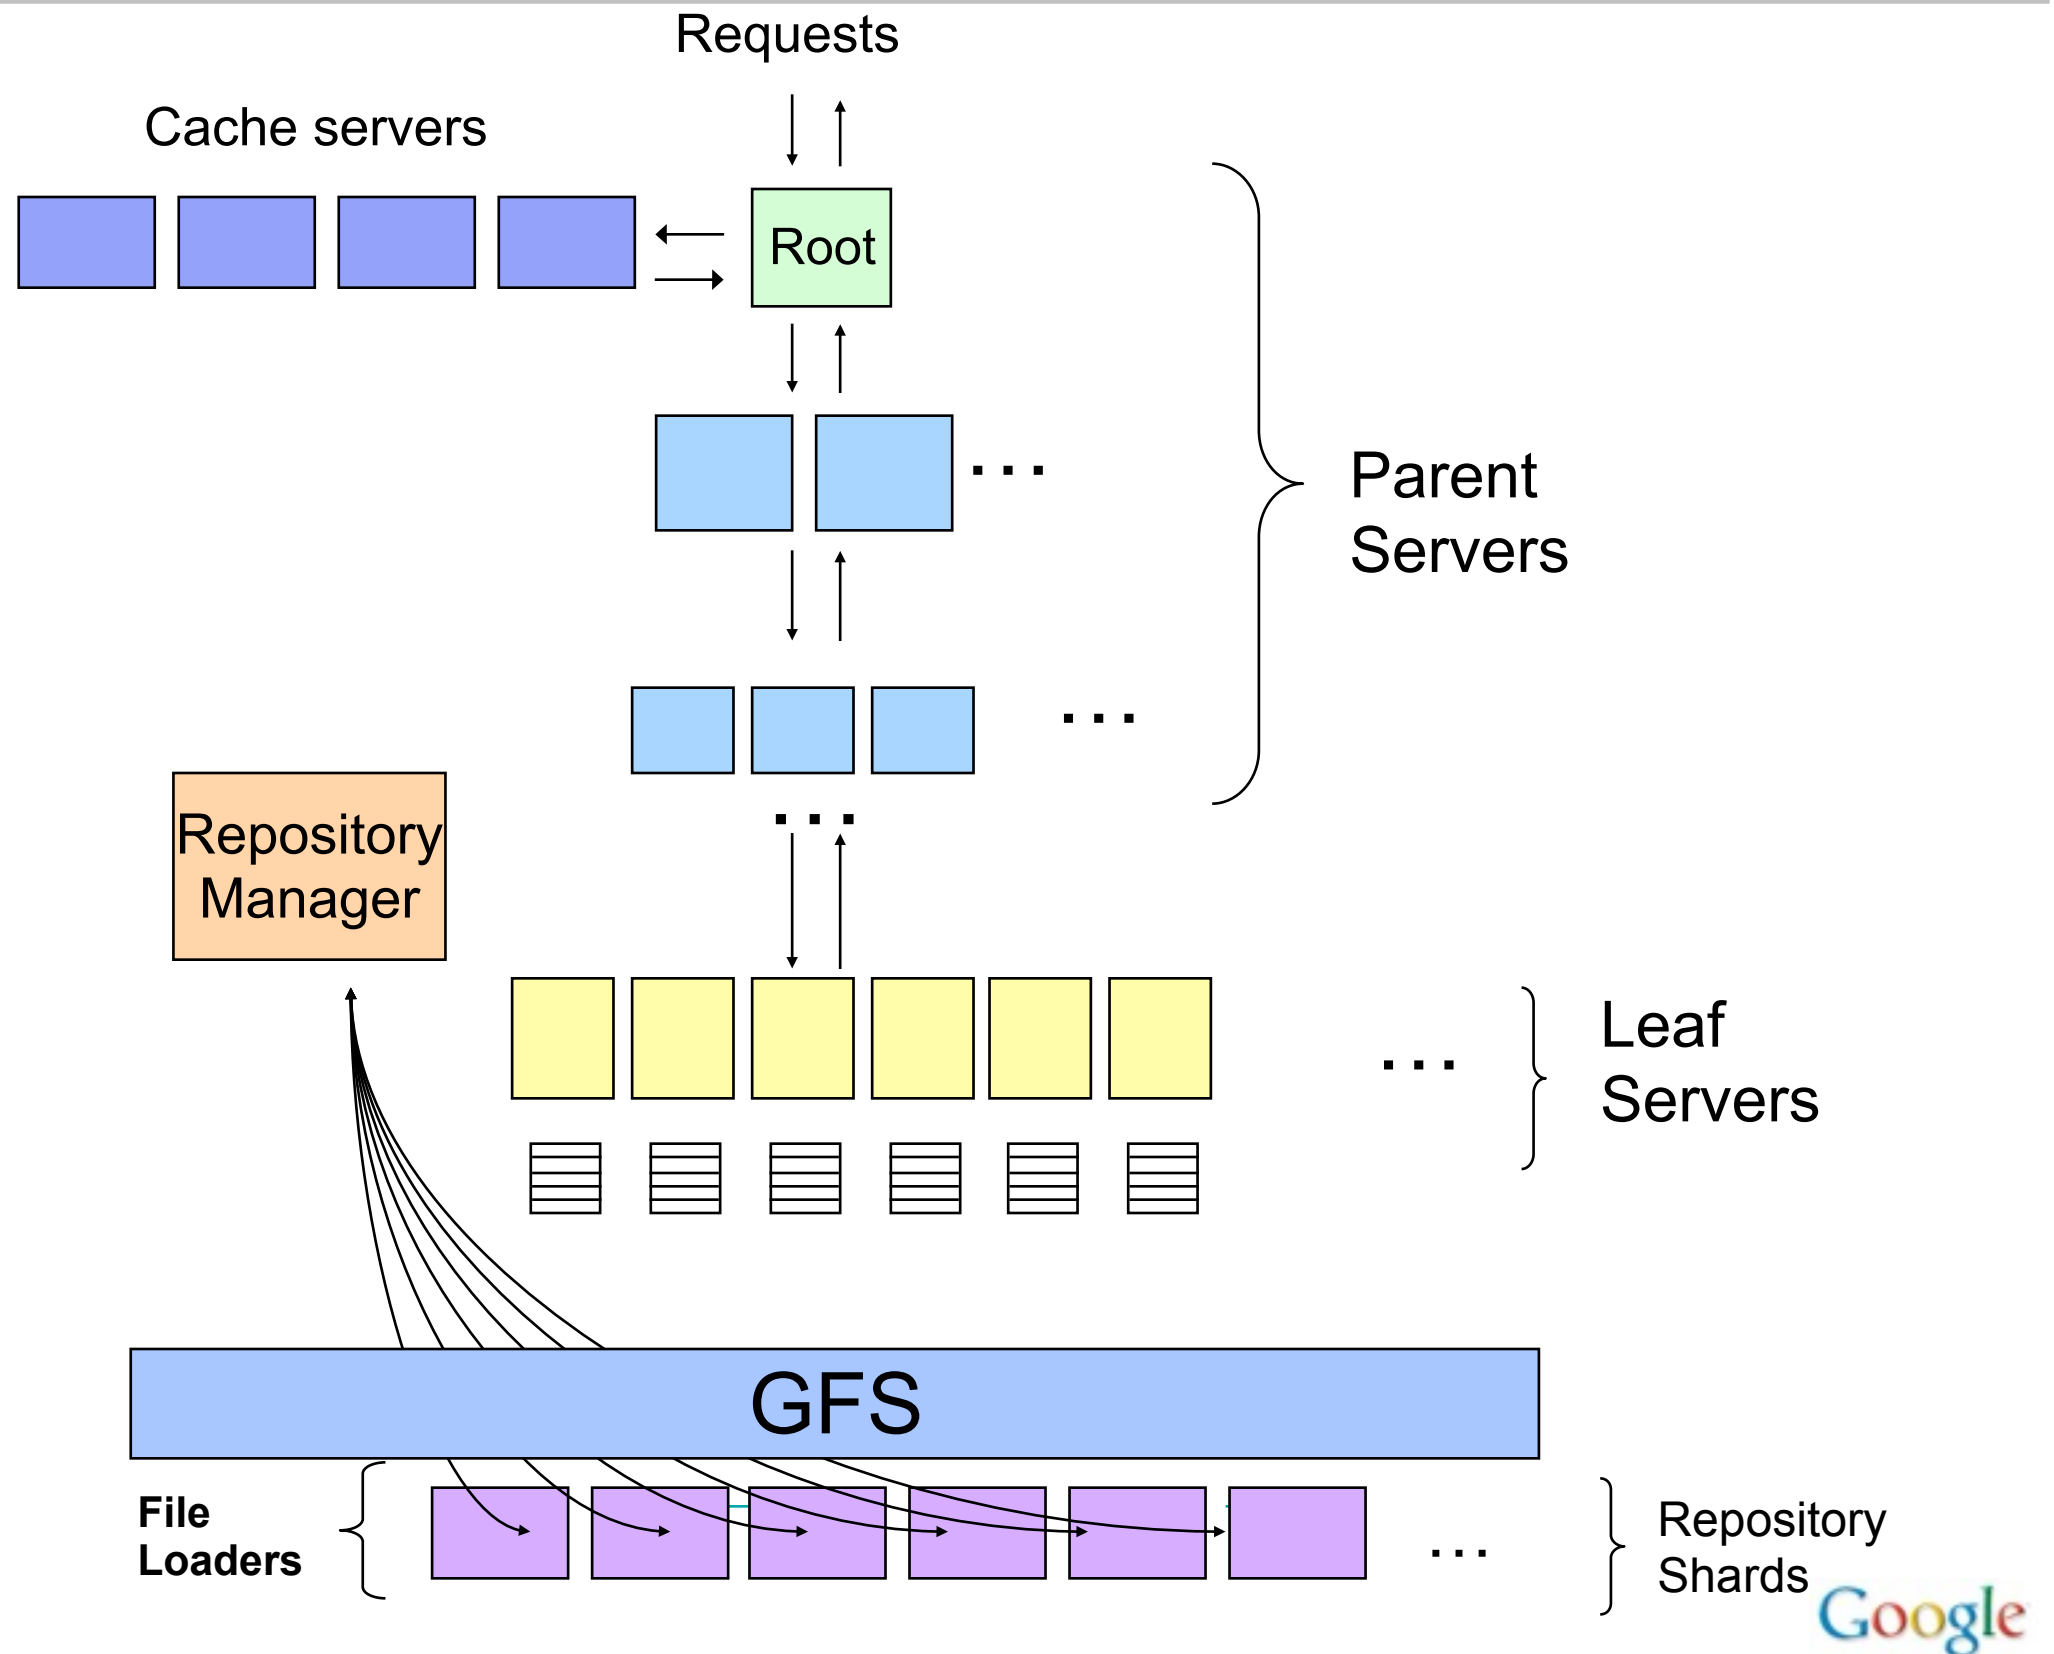 Requests
Cache servers
Root
. . .
Parent
Servers
. . .
Repository
Manager
. . .
Leaf
Servers
. . .
GFS
File
Loaders
Repository
Shards
. . .
Google